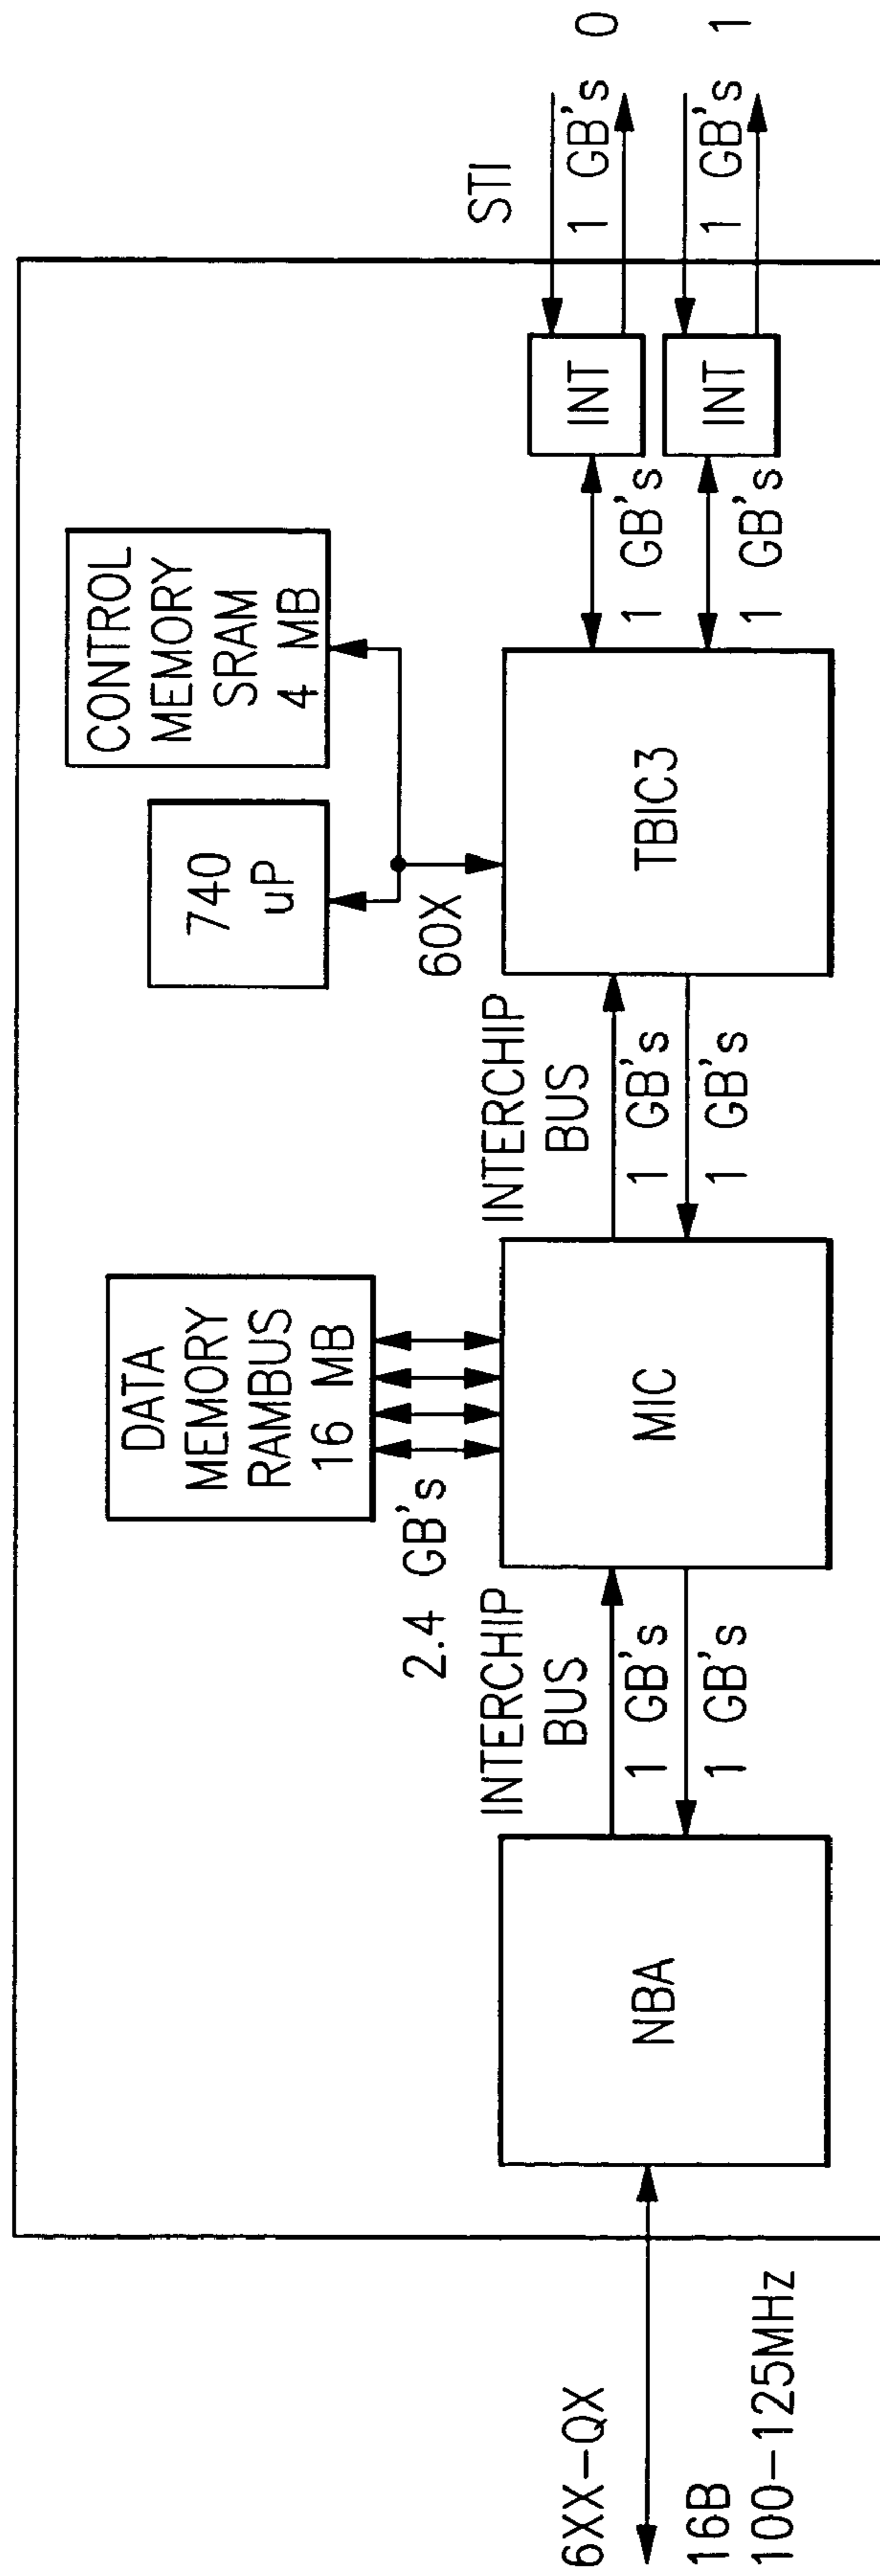 6XX-QX
16B
100-125MHz
NBA
INTERCHIP
BUS
1 GB's
1 GB's
DATA
MEMORY
RAMBUS
16 MB
2.4 GB's
MIC
INTERCHIP
BUS
1 GB's
1 GB's
740
uP
CONTROL
MEMORY
SRAM
4 MB
60X
TBIC3
1 GB's
1 GB's
INT
INT
STI
1 GB's 0
1 GB's 1